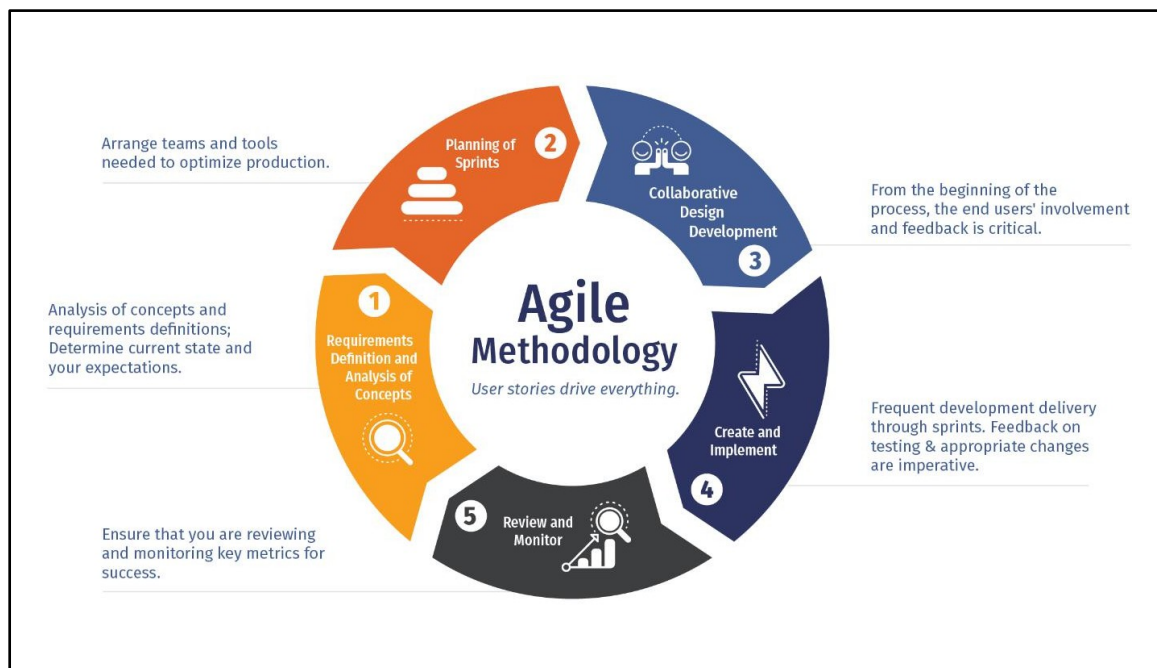 Agile
Methodology
User stories drive everything.
1
Requirements
Definition and
Analysis of
Concepts
Analysis of concepts and
requirements definitions;
Determine current state and
your expectations.
2
Planning of
Sprints
Arrange teams and tools
needed to optimize production.
Collaborative
Design
Development
3
From the beginning of the
process, the end users' involvement
and feedback is critical.
Create and
Implement
4
Frequent development delivery
through sprints. Feedback on
testing & appropriate changes
are imperative.
5
Review and
Monitor
Ensure that you are reviewing
and monitoring key metrics for
success.